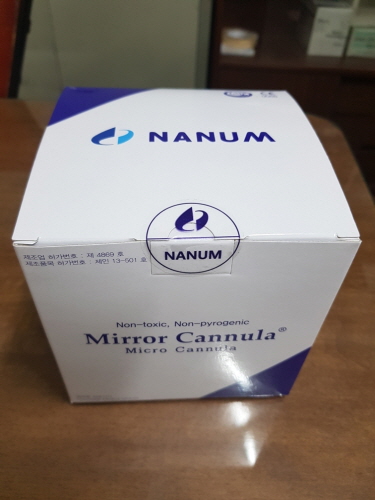 NANUM
NANUM
제조업 허가번호 : 제 4869 호
제조품목 허가번호 : 제인 13-501 호
Non-toxic, Non-pyrogenic
Mirror Cannula®
Micro Cannula